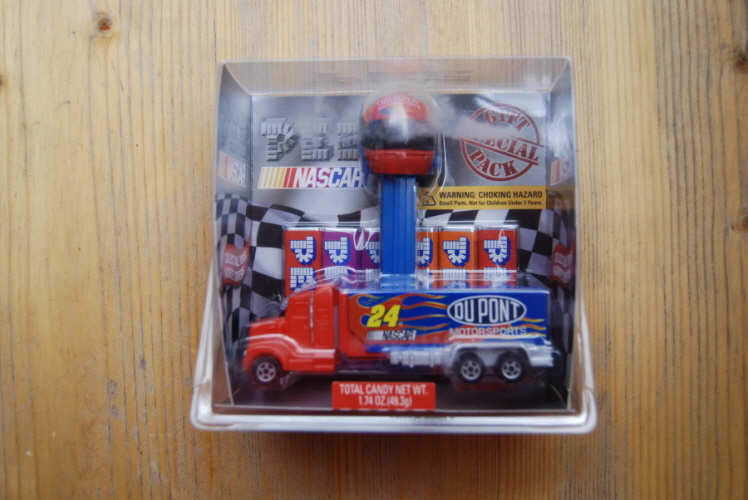 PEZ
NASCAR
GIFT
SPECIAL
PACK
WARNING: CHOKING HAZARD
Small Parts. Not for Children Under 3 Years.
24
NASCAR
DU PONT
MOTORSPORTS
TOTAL CANDY NET WT.
1.74 OZ.(49.3g)